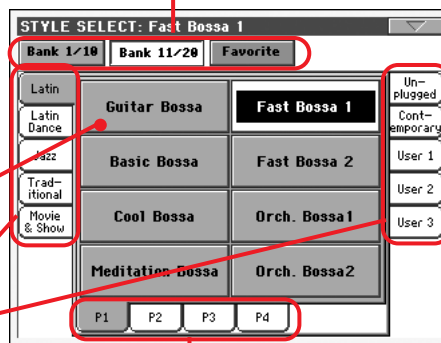 STYLE SELECT: Fast Bossa 1
Bank 1/10 Bank 11/20 Favorite
Latin
Latin
Dance
Jazz
Trad-
itional
Movie
& Show
Guitar Bossa Fast Bossa 1
Basic Bossa Fast Bossa 2
Cool Bossa Orch. Bossa1
Meditation Bossa Orch. Bossa2
Un-
plugged
Cont-
emporary
User 1
User 2
User 3
P1 P2 P3 P4